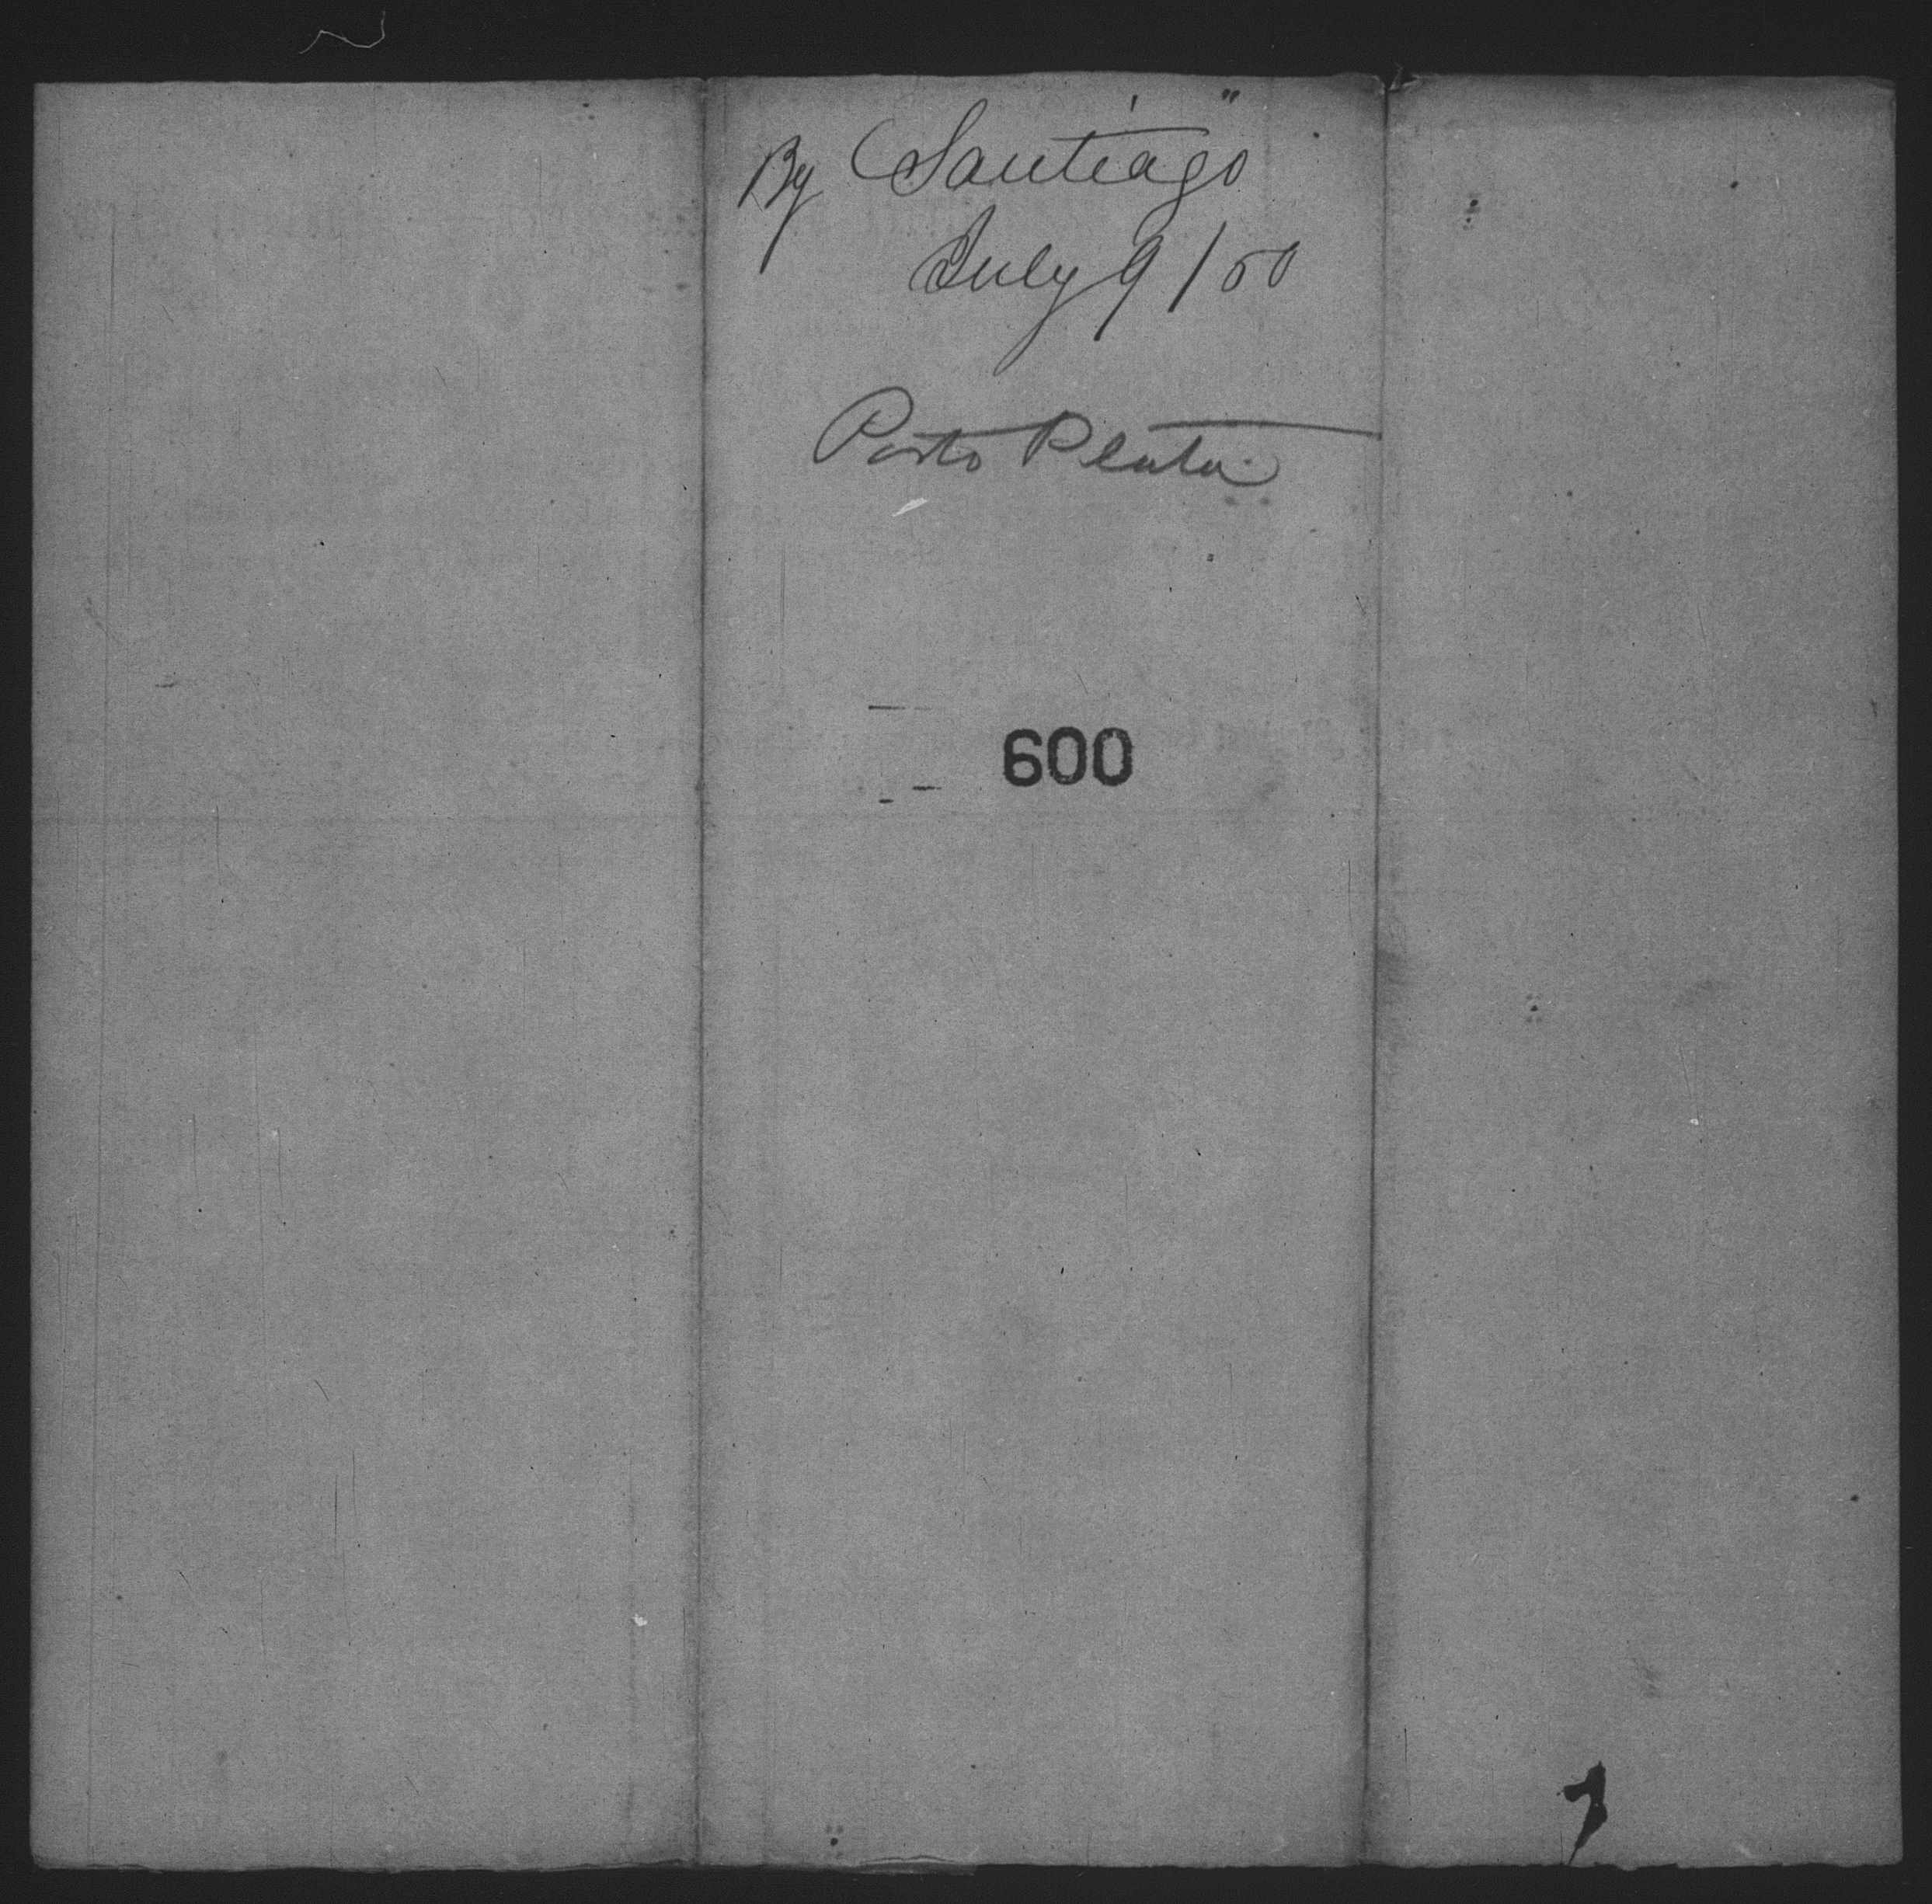 By "Santiago"
July 9/00
Porto Plata
600